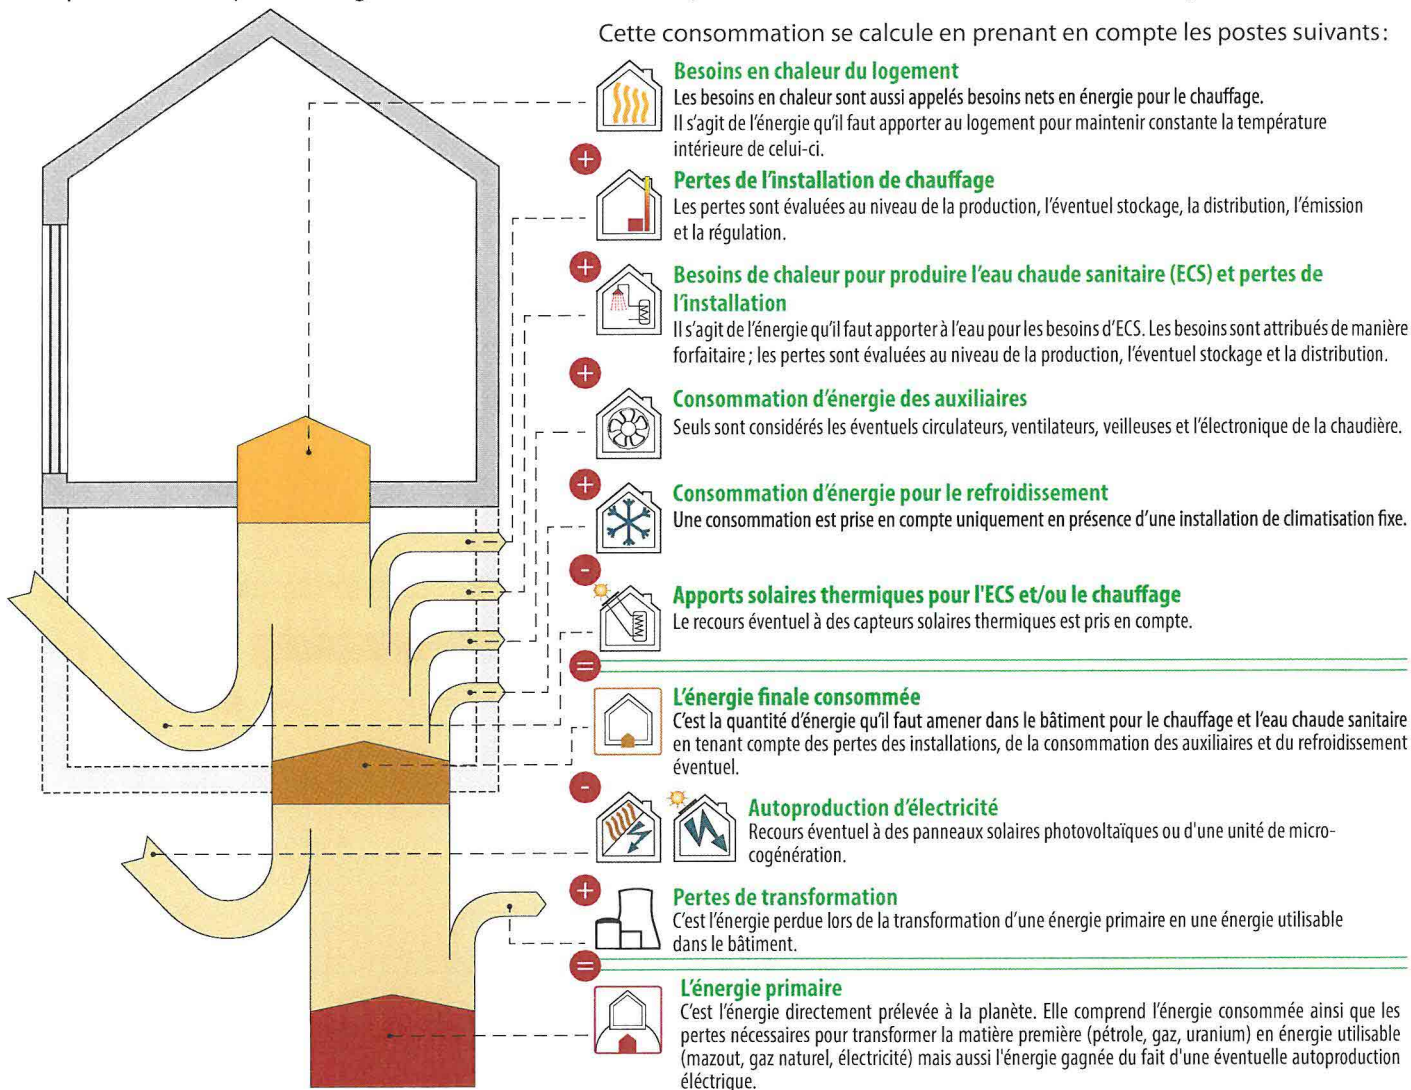 Cette consommation se calcule en prenant en compte les postes suivants:
Besoins en chaleur du logement
Les besoins en chaleur sont aussi appelés besoins nets en énergie pour le chauffage.
Il s'agit de l'énergie qu'il faut apporter au logement pour maintenir constante la température
intérieure de celui-ci.
+
Pertes de l'installation de chauffage
Les pertes sont évaluées au niveau de la production, l'éventuel stockage, la distribution, l'émission
et la régulation.
+
Besoins de chaleur pour produire l'eau chaude sanitaire (ECS) et pertes de
l'installation
Il s'agit de l'énergie qu'il faut apporter à l'eau pour les besoins d'ECS. Les besoins sont attribués de manière
forfaitaire ; les pertes sont évaluées au niveau de la production, l'éventuel stockage et la distribution.
+
Consommation d'énergie des auxiliaires
Seuls sont considérés les éventuels circulateurs, ventilateurs, veilleuses et l'électronique de la chaudière.
+
Consommation d'énergie pour le refroidissement
Une consommation est prise en compte uniquement en présence d'une installation de climatisation fixe.
-
Apports solaires thermiques pour l'ECS et/ou le chauffage
Le recours éventuel à des capteurs solaires thermiques est pris en compte.
=
L'énergie finale consommée
C'est la quantité d'énergie qu'il faut amener dans le bâtiment pour le chauffage et l'eau chaude sanitaire
en tenant compte des pertes des installations, de la consommation des auxiliaires et du refroidissement
éventuel.
-
Autoproduction d'électricité
Recours éventuel à des panneaux solaires photovoltaïques ou d'une unité de micro-
cogénération.
+
Pertes de transformation
C'est l'énergie perdue lors de la transformation d'une énergie primaire en une énergie utilisable
dans le bâtiment.
=
L'énergie primaire
C'est l'énergie directement prélevée à la planète. Elle comprend l'énergie consommée ainsi que les
pertes nécessaires pour transformer la matière première (pétrole, gaz, uranium) en énergie utilisable
(mazout, gaz naturel, électricité) mais aussi l'énergie gagnée du fait d'une éventuelle autoproduction
éléctrique.